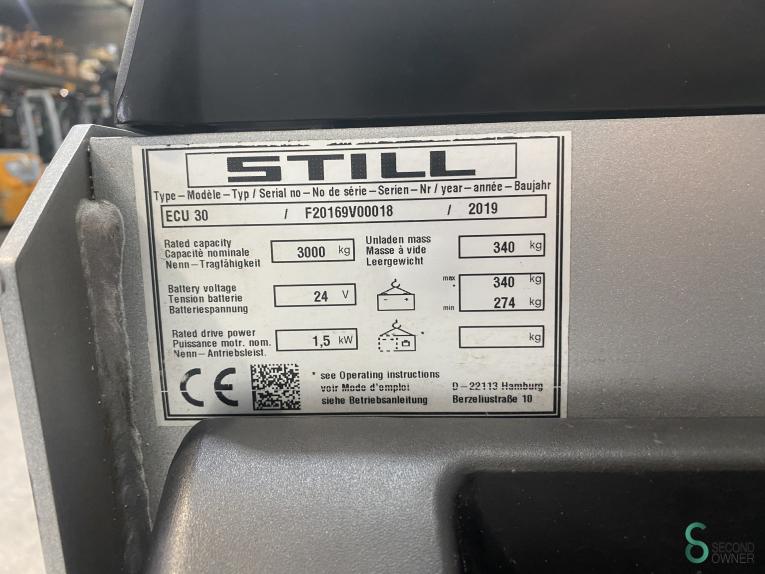 STILL
Type – Modèle – Typ / Serial no – No de série – Serien – Nr / year – année – Baujahr
ECU 30 / F20169V00018 / 2019
Rated capacity
Capacité nominale
Nenn – Tragfähigkeit
3000 kg
Unladen mass
Masse à vide
Leergewicht
340 kg
Battery voltage
Tension batterie
Batteriespannung
24 V
max * 340 kg
min 274 kg
Rated drive power
Puissance motr. nom.
Nenn – Antriebsleist.
1,5 kW
* kg
CE
* see Operating instructions
voir Mode d'emploi
siehe Betriebsanleitung
D – 22113 Hamburg
Berzeliusstraße 10
SECOND
OWNER